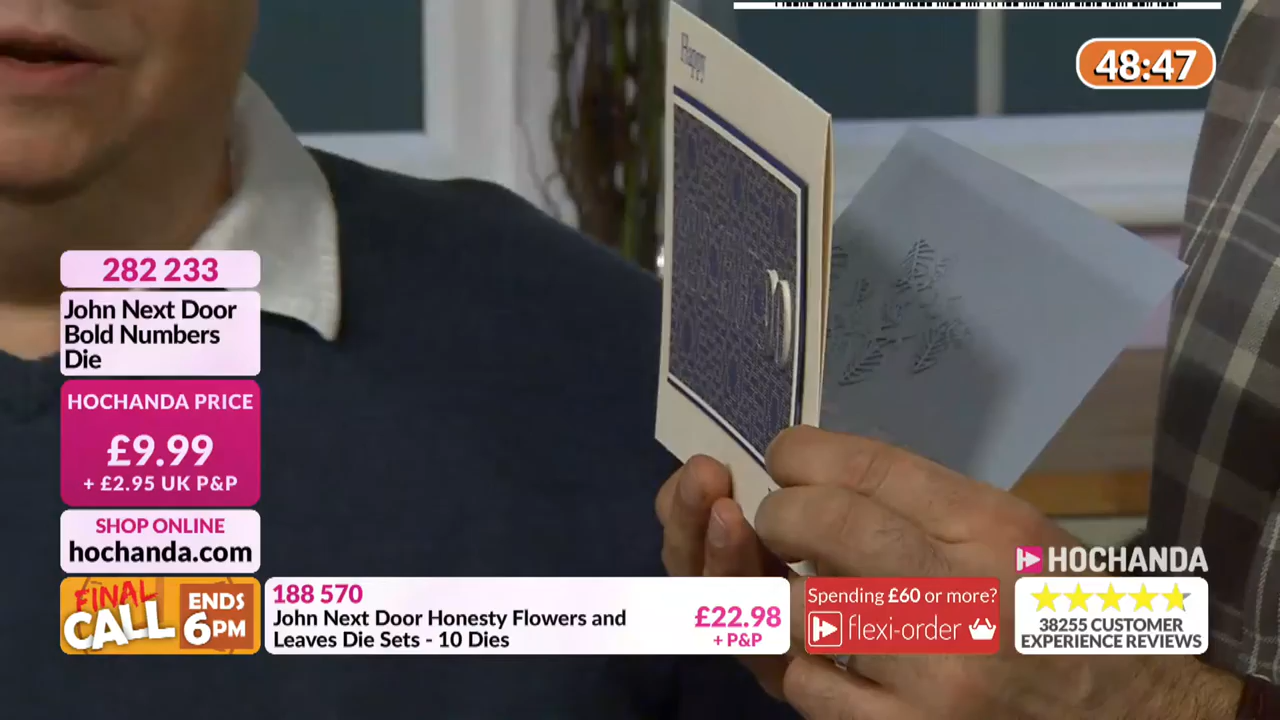 48:47
Happy
282 233
John Next Door
Bold Numbers
Die
HOCHANDA PRICE
£9.99
+ £2.95 UK P&P
SHOP ONLINE
hochanda.com
FINAL
CALL
ENDS
6PM
188 570
John Next Door Honesty Flowers and
Leaves Die Sets - 10 Dies
£22.98
+ P&P
Spending £60 or more?
flexi-order
HOCHANDA
38255 CUSTOMER
EXPERIENCE REVIEWS